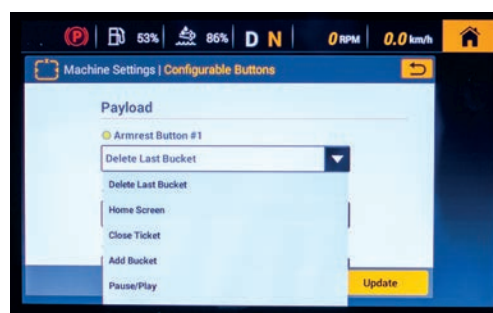 P 53% 86% D N 0 RPM 0.0 km/h
Machine Settings | Configurable Buttons
Payload
Armrest Button #1
Delete Last Bucket
Delete Last Bucket
Home Screen
Close Ticket
Add Bucket
Pause/Play
Update